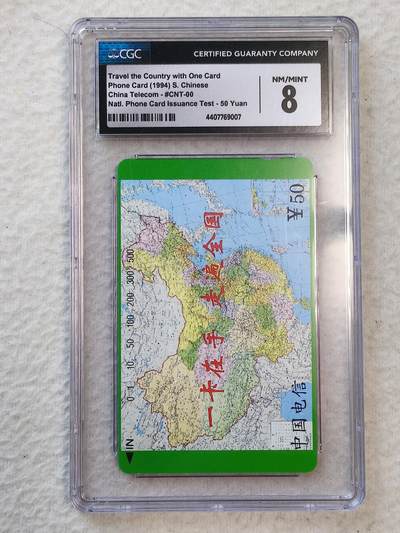 CGC
CERTIFIED GUARANTY COMPANY
Travel the Country with One Card
Phone Card (1994) S. Chinese
China Telecom - #CNT-00
Natl. Phone Card Issuance Test - 50 Yuan
NM/MINT
8
4407769007
一卡在手 走遍全国
¥50
中国电信
◀IN
0 1 10 50 100 200 300 500